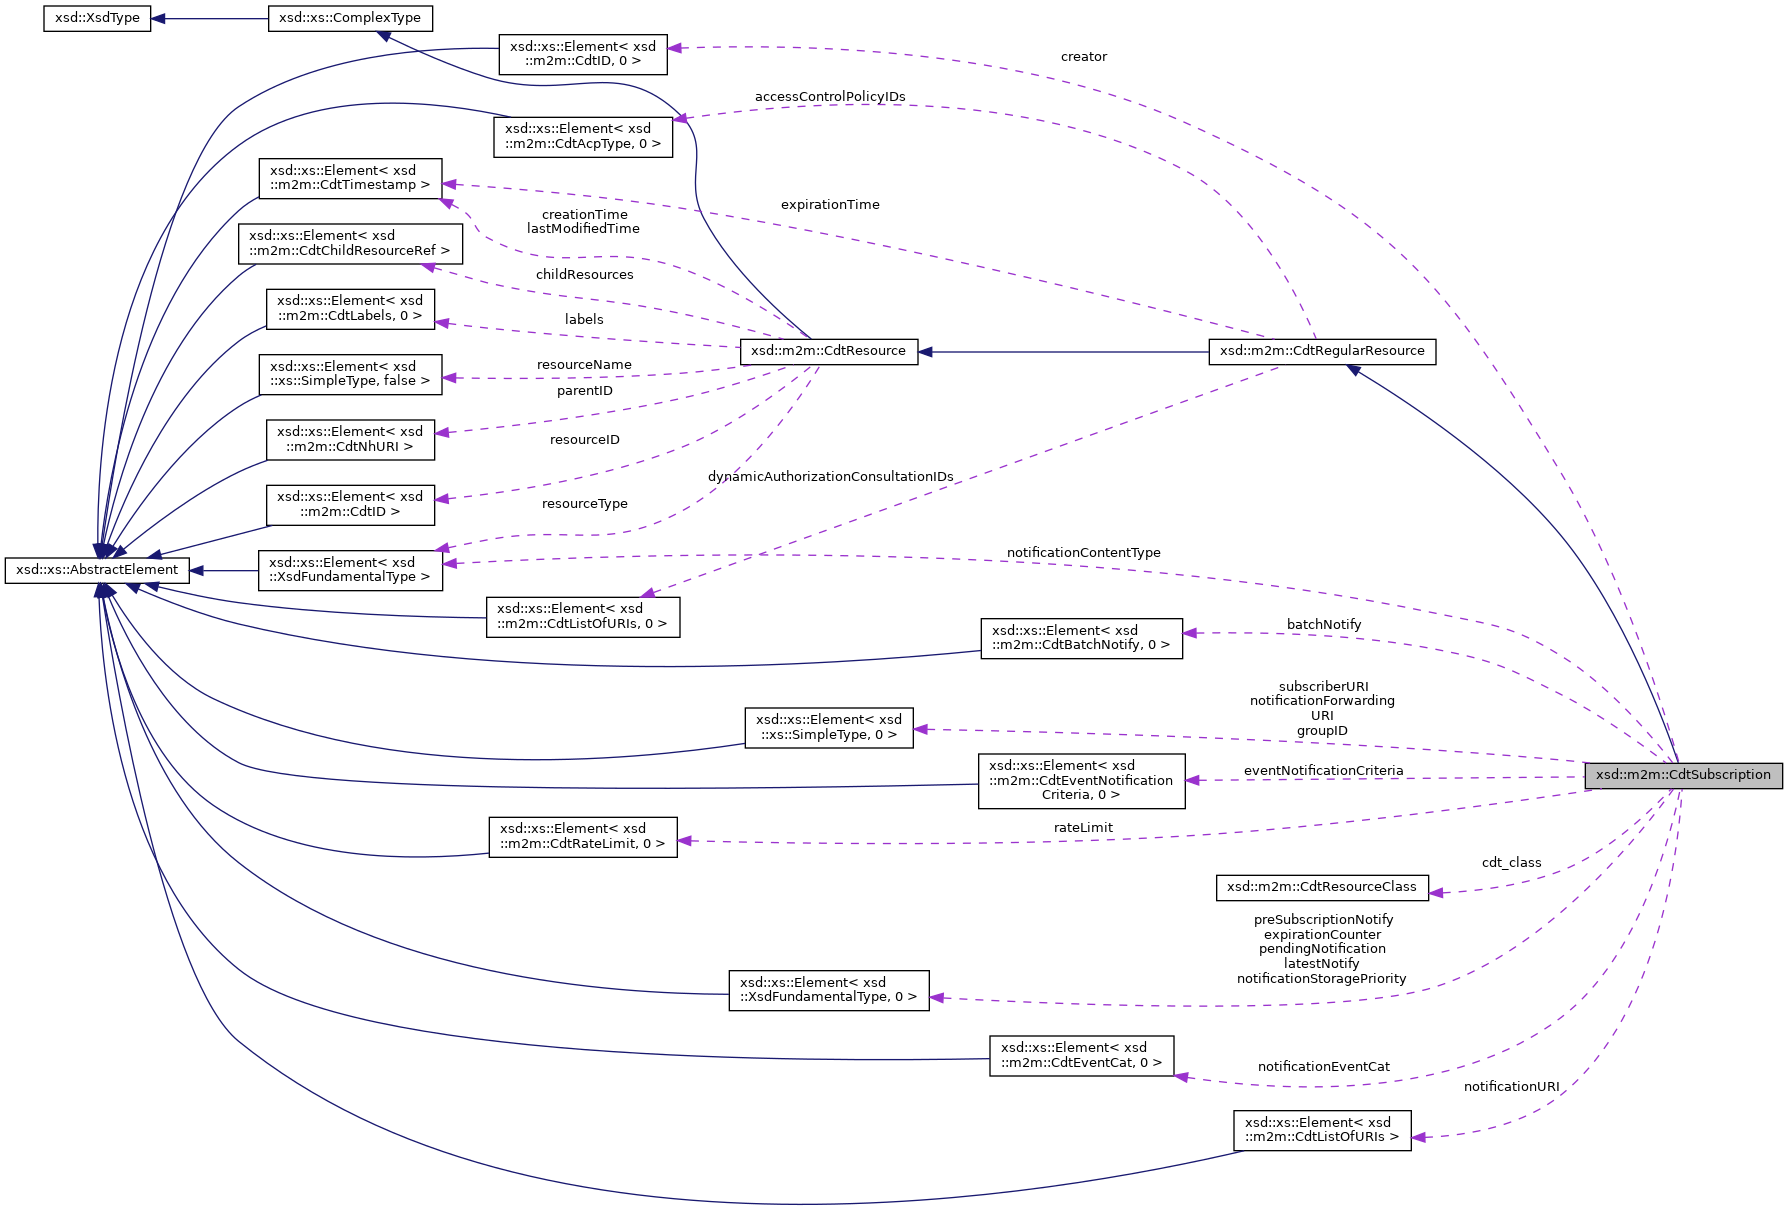 xsd::XsdType
xsd::xs::ComplexType
xsd::xs::Element< xsd
::m2m::CdtID, 0 >
creator
accessControlPolicyIDs
xsd::xs::Element< xsd
::m2m::CdtAcpType, 0 >
xsd::xs::Element< xsd
::m2m::CdtTimestamp >
expirationTime
creationTime
lastModifiedTime
xsd::xs::Element< xsd
::m2m::CdtChildResourceRef >
childResources
xsd::xs::Element< xsd
::m2m::CdtLabels, 0 >
labels
xsd::m2m::CdtResource
xsd::m2m::CdtRegularResource
xsd::xs::Element< xsd
::xs::SimpleType, false >
resourceName
parentID
xsd::xs::Element< xsd
::m2m::CdtNhURI >
resourceID
dynamicAuthorizationConsultationIDs
xsd::xs::Element< xsd
::m2m::CdtID >
resourceType
notificationContentType
xsd::xs::AbstractElement
xsd::xs::Element< xsd
::XsdFundamentalType >
xsd::xs::Element< xsd
::m2m::CdtListOfURIs, 0 >
xsd::xs::Element< xsd
::m2m::CdtBatchNotify, 0 >
batchNotify
subscriberURI
notificationForwarding
URI
groupID
xsd::xs::Element< xsd
::xs::SimpleType, 0 >
xsd::xs::Element< xsd
::m2m::CdtEventNotification
Criteria, 0 >
eventNotificationCriteria
xsd::m2m::CdtSubscription
xsd::xs::Element< xsd
::m2m::CdtRateLimit, 0 >
rateLimit
cdt_class
xsd::m2m::CdtResourceClass
preSubscriptionNotify
expirationCounter
pendingNotification
latestNotify
notificationStoragePriority
xsd::xs::Element< xsd
::XsdFundamentalType, 0 >
xsd::xs::Element< xsd
::m2m::CdtEventCat, 0 >
notificationEventCat
notificationURI
xsd::xs::Element< xsd
::m2m::CdtListOfURIs >